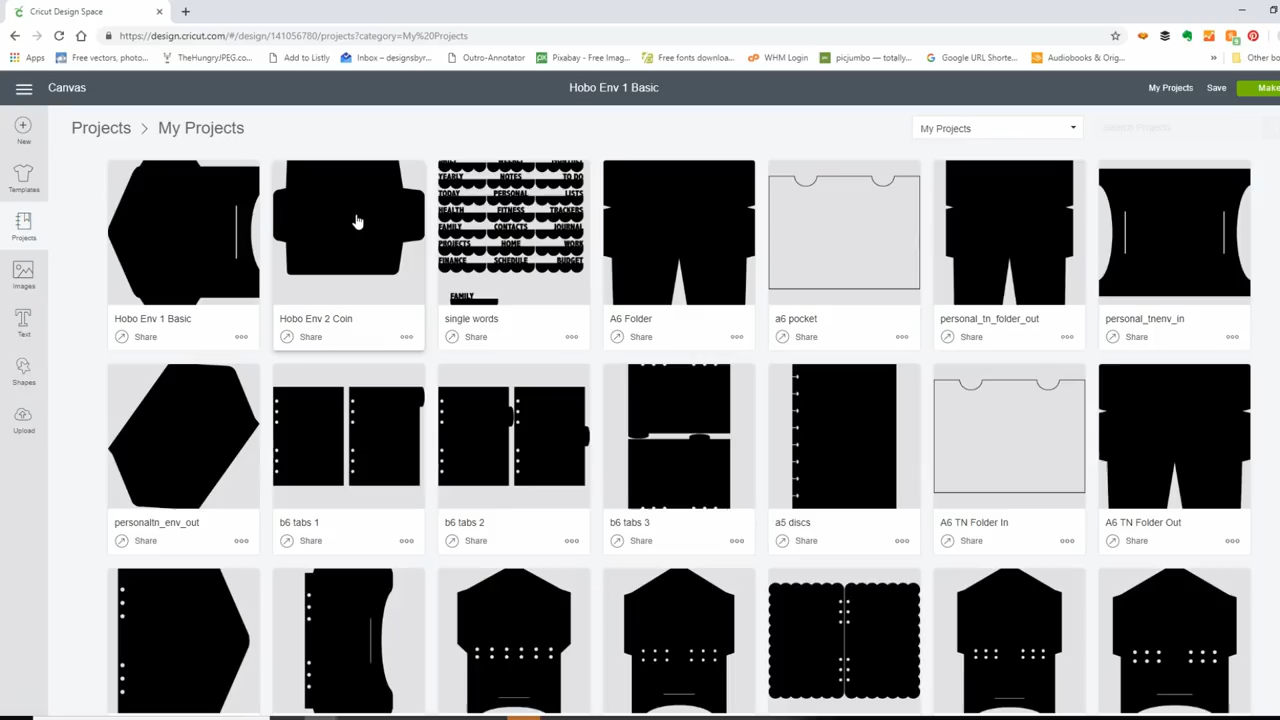 Cricut Design Space
https://design.cricut.com/#/design/141056780/projects?category=My%20Projects
Apps
Free vectors, photo...
TheHungryJPEG.com
Add to Listly
Inbox – designsbyr...
Outro-Annotator
Pixabay - Free Imag...
Free fonts downloa...
WHM Login
picjumbo — totally...
Google URL Shorte...
Audiobooks & Orig...
»
Other bo
Canvas
Hobo Env 1 Basic
My Projects
Save
Make
New
Templates
Projects
Images
Text
Shapes
Upload
Projects > My Projects
My Projects
Search Projects
YEARLY NOTES TO DO
TODAY PERSONAL LISTS
HEALTH FITNESS TRACKERS
FAMILY CONTACTS JOURNAL
PROJECTS HOME WORK
FINANCE SCHEDULE BUDGET
FAMILY
Hobo Env 1 Basic
Share
Hobo Env 2 Coin
Share
single words
Share
A6 Folder
Share
a6 pocket
Share
personal_tn_folder_out
Share
personal_tnenv_in
Share
personaltn_env_out
Share
b6 tabs 1
Share
b6 tabs 2
Share
b6 tabs 3
Share
a5 discs
Share
A6 TN Folder In
Share
A6 TN Folder Out
Share